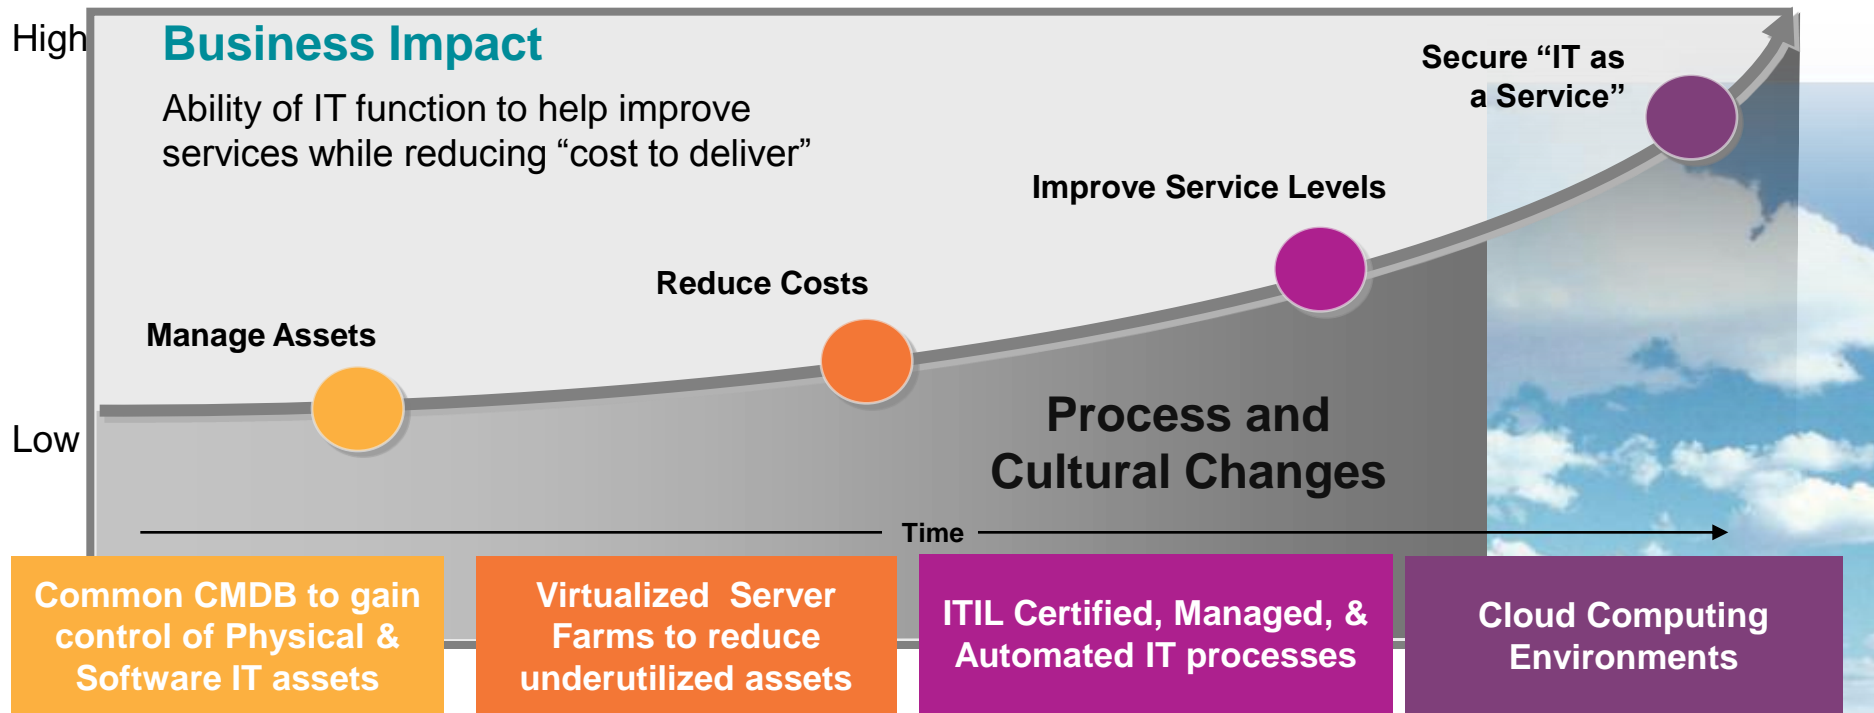 High
Business Impact
Ability of IT function to help improve
services while reducing “cost to deliver”
Secure “IT as
a Service”
Improve Service Levels
Reduce Costs
Manage Assets
Low
Process and
Cultural Changes
Time
Common CMDB to gain
control of Physical &
Software IT assets
Virtualized Server
Farms to reduce
underutilized assets
ITIL Certified, Managed, &
Automated IT processes
Cloud Computing
Environments